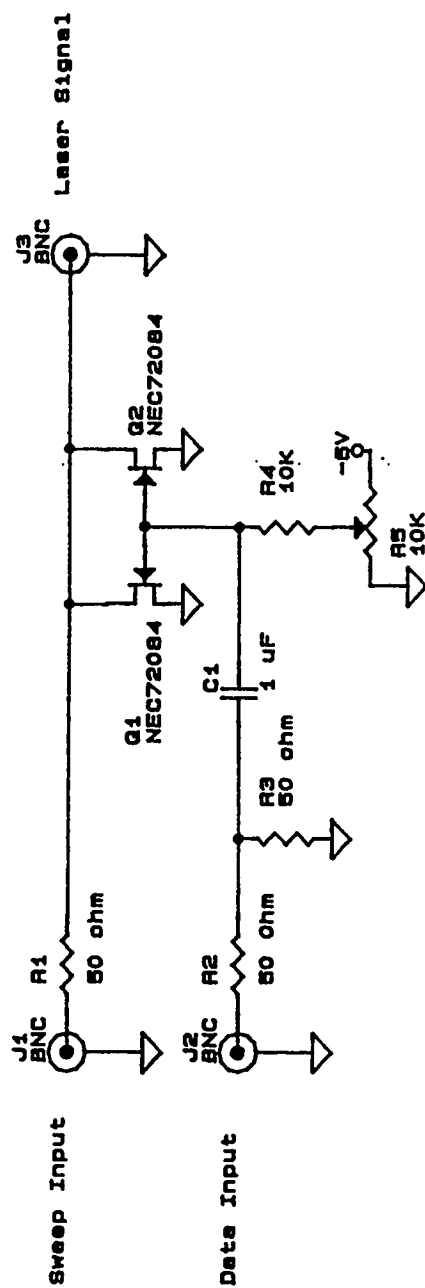 Sweep Input
J1
BNC
R1
50 ohm
Q1
NEC72084
Q2
NEC72084
J3
BNC
Laser Signal
Data Input
J2
BNC
R2
50 ohm
R3
50 ohm
C1
1 uF
R4
10K
-5V
R5
10K